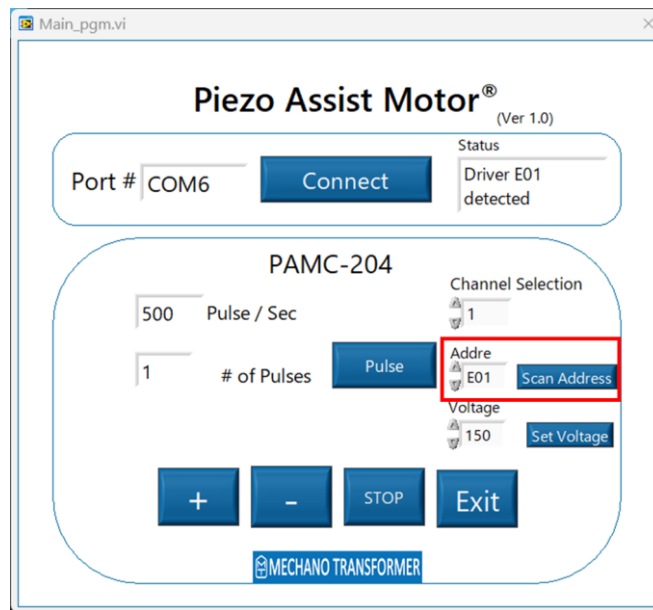 Main_pgm.vi
Piezo Assist Motor®
(Ver 1.0)
Port # COM6 Connect
Status
Driver E01
detected
PAMC-204
500 Pulse / Sec
Channel Selection
1
1 # of Pulses Pulse
Addre
E01 Scan Address
Voltage
150 Set Voltage
+ - STOP Exit
MECHANO TRANSFORMER